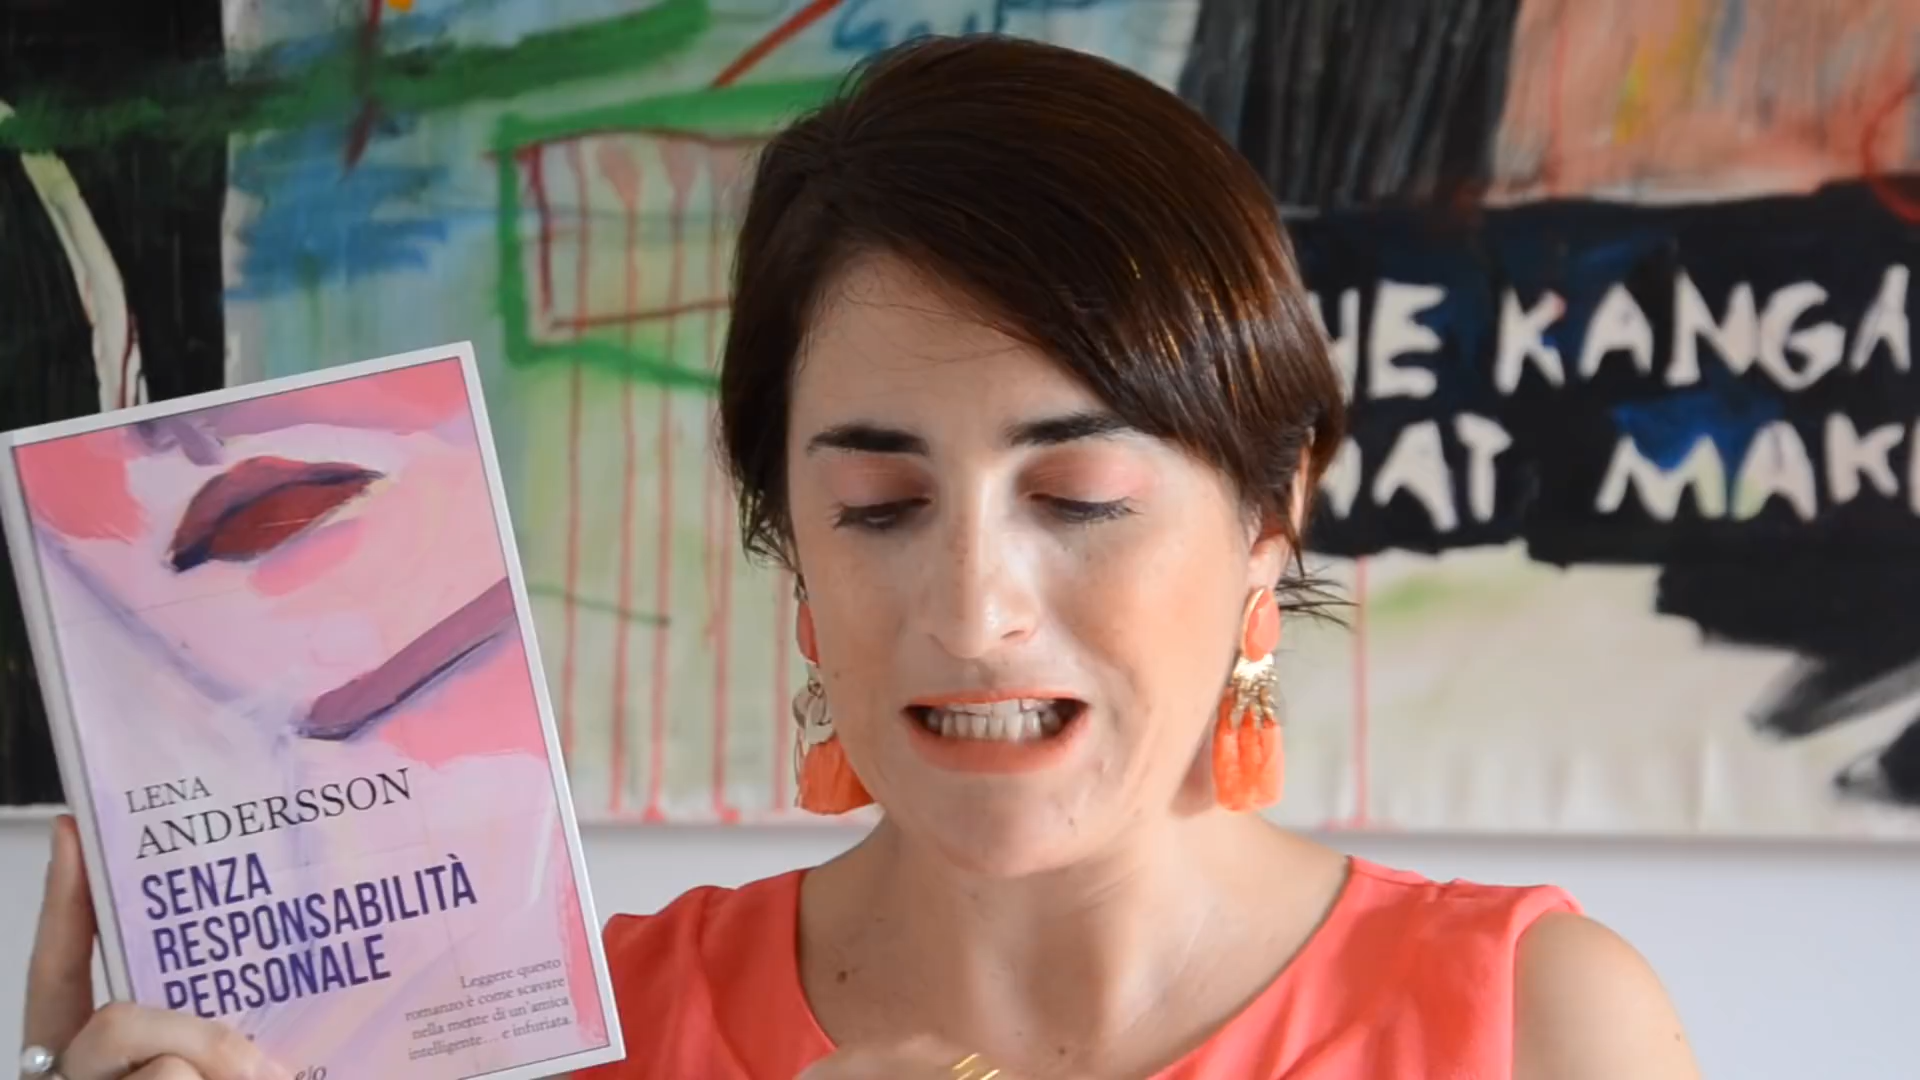 LENA
ANDERSSON
SENZA
RESPONSABILITÀ
PERSONALE
Leggere questo
romanzo è come scavare
nella mente di un'amica
intelligente... e infuriata.
e/o
HE KANGA
HAT MAK